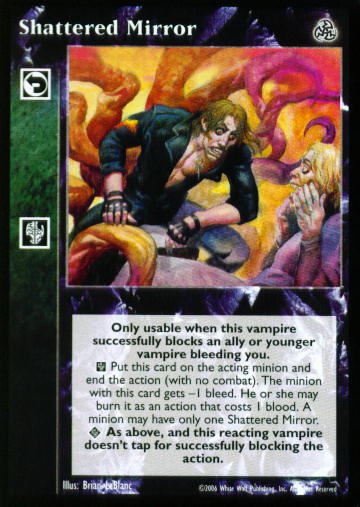 Shattered Mirror
Only usable when this vampire
successfully blocks an ally or younger
vampire bleeding you.
Put this card on the acting minion and
end the action (with no combat). The minion
with this card gets –1 bleed. He or she may
burn it as an action that costs 1 blood. A
minion may have only one Shattered Mirror.
As above, and this reacting vampire
doesn't tap for successfully blocking the
action.
Illus: Brian LeBlanc ©2006 White Wolf Publishing, Inc. All Rights Reserved